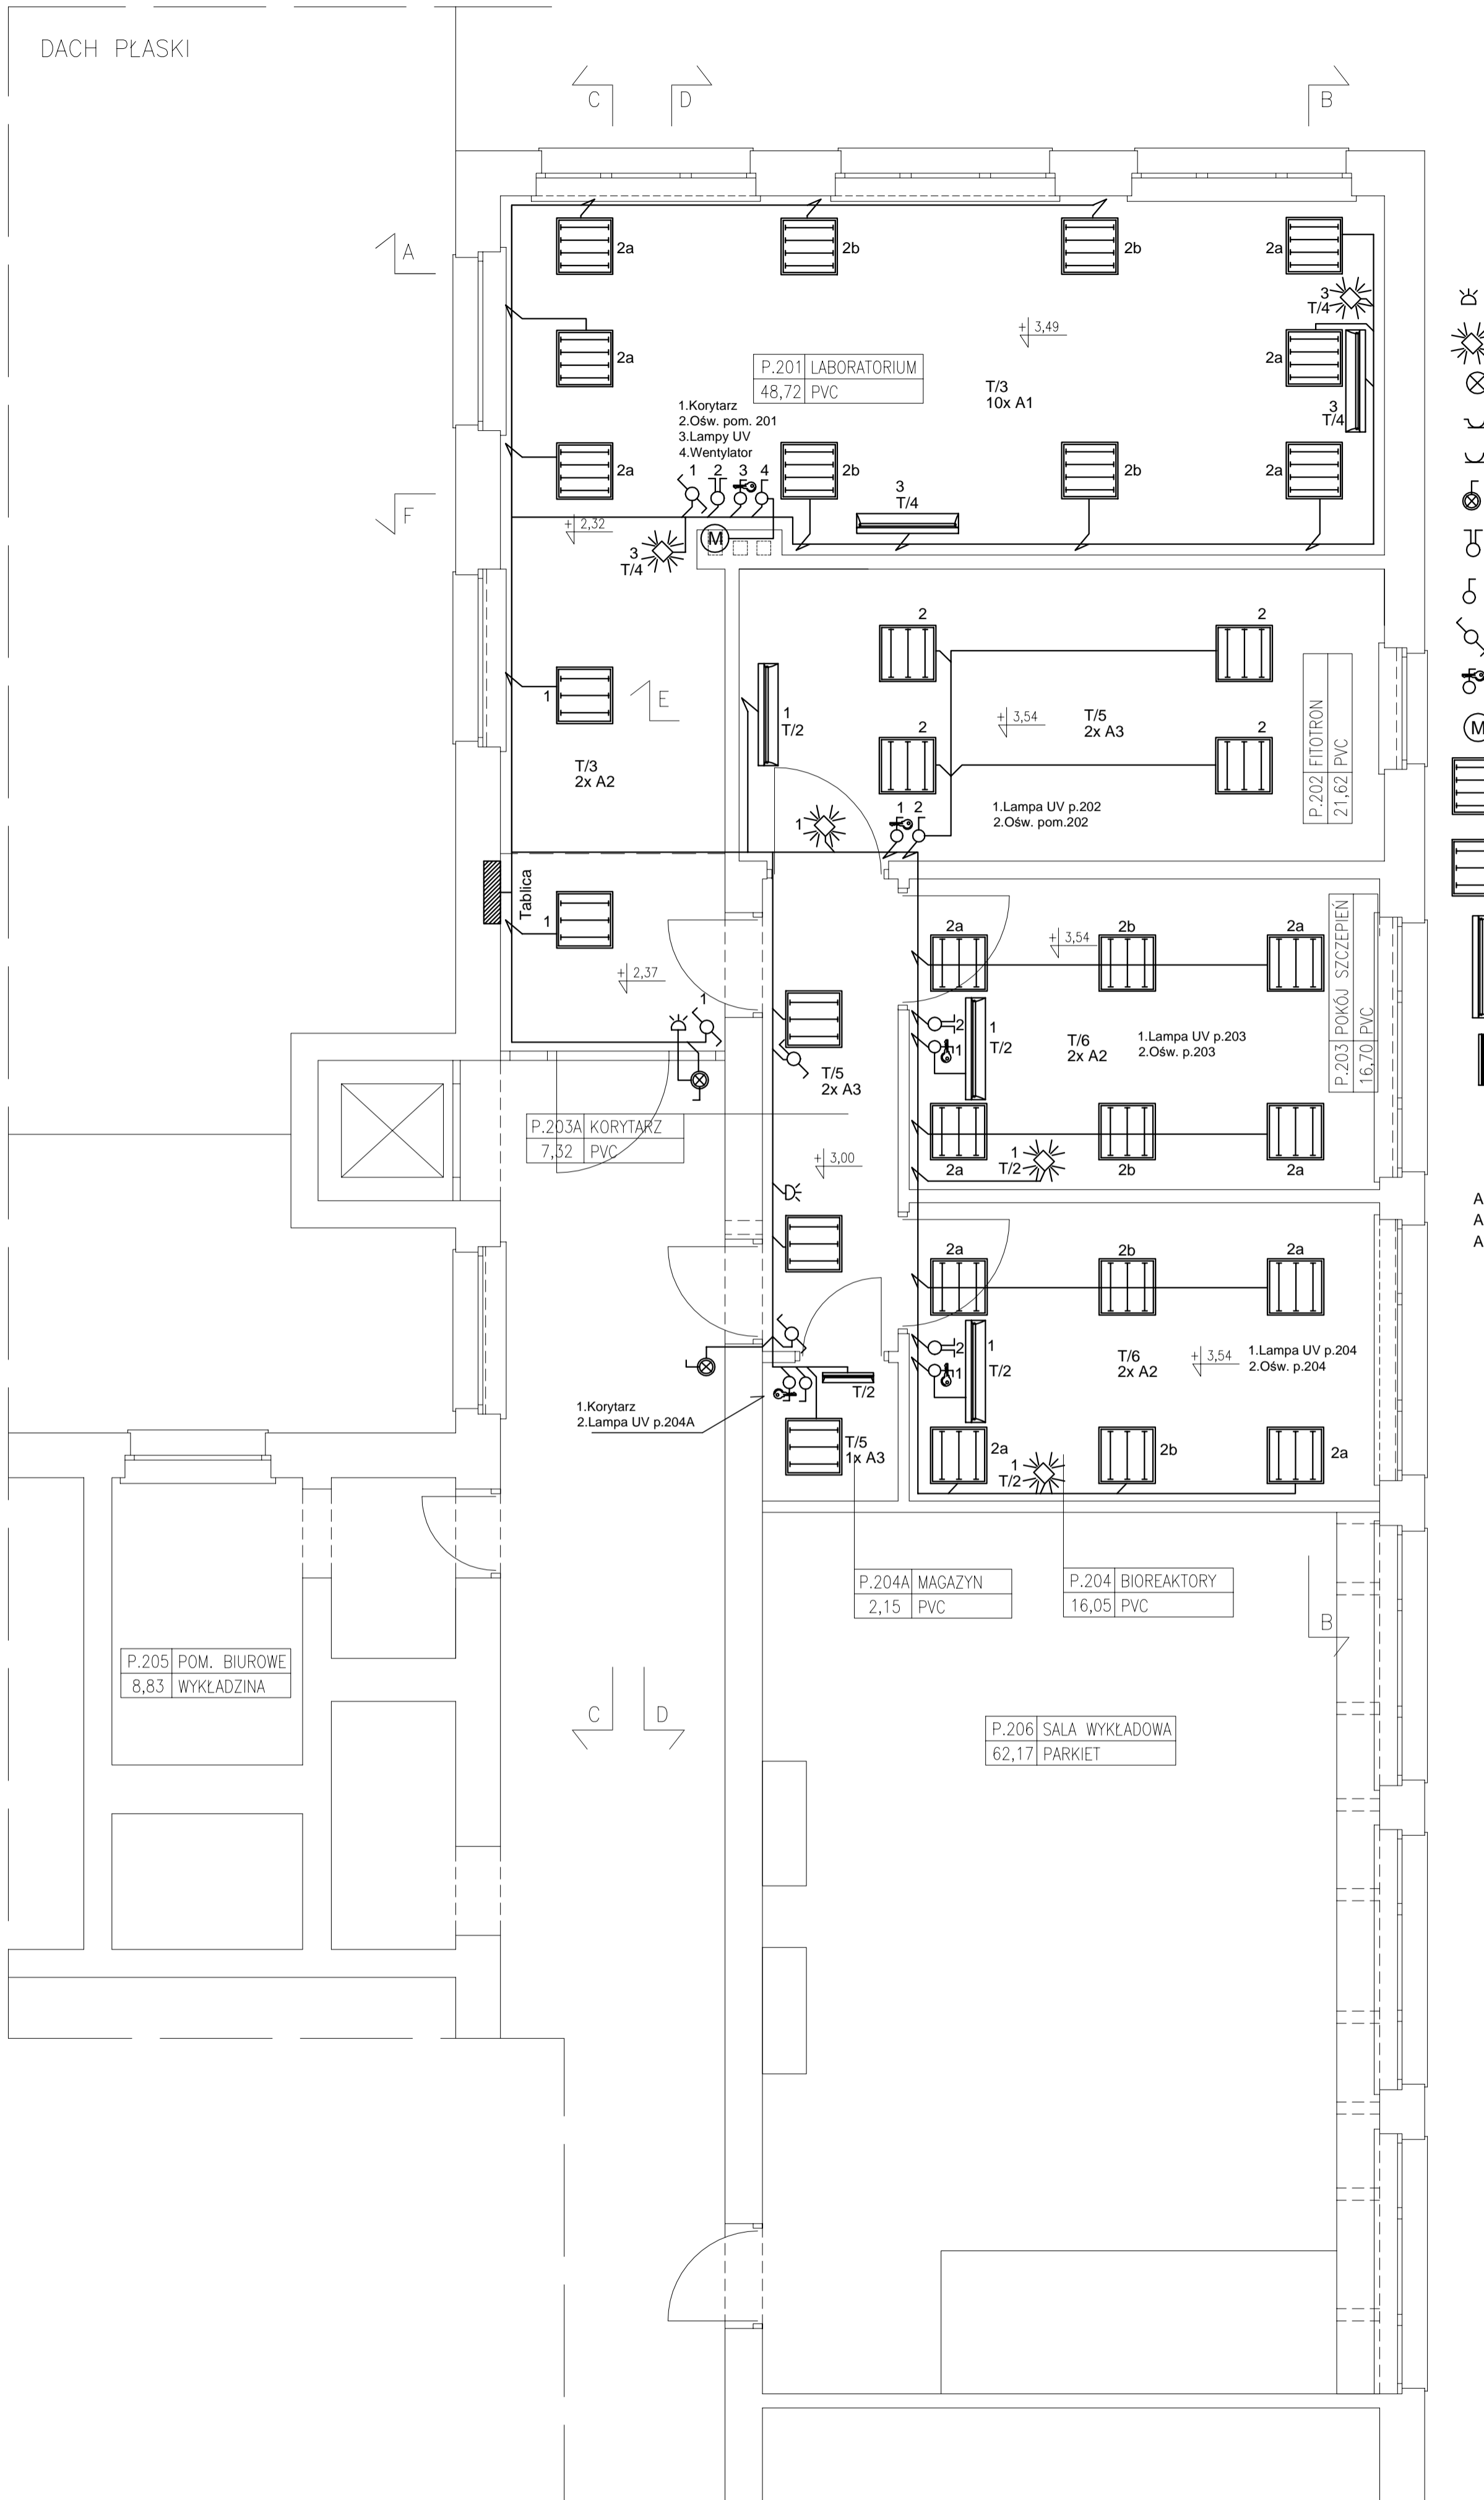 DACH PŁASKI
C
D
B
A
2a
2b
2b
2a
3
T/4
+ 3,49
2a
2a
P.201 LABORATORIUM
48,72 PVC
T/3
10x A1
3
T/4
1.Korytarz
2.Ośw. pom. 201
3.Lampy UV
4.Wentylator
1 2 3 4
2a
2b
2b
2a
3
T/4
F
+ 2,32
M
3
T/4
M
2
2
1
E
1
T/2
+ 3,54
T/5
2x A3
2
2
P.202 FITOTRON
21,62 PVC
T/3
2x A2
1
1 2
1.Lampa UV p.202
2.Ośw. pom.202
Tablica
1
+ 2,37
1
2a
2b
2a
+ 3,54
P.203 POKÓJ SZCZEPIEŃ
16,70 PVC
2
1
1
T/2
T/6
2x A2
1.Lampa UV p.203
2.Ośw. p.203
T/5
2x A3
P.203A KORYTARZ
7,32 PVC
+ 3,00
2a
1
T/2
2b
2a
A
A
A
2a
2b
2a
2
1
1
T/2
T/6
2x A2
+ 3,54
1.Lampa UV p.204
2.Ośw. p.204
T/2
1.Korytarz
2.Lampa UV p.204A
T/5
1x A3
2a
1
T/2
2b
2a
P.204A MAGAZYN
2,15 PVC
P.204 BIOREAKTORY
16,05 PVC
B
P.205 POM. BIUROWE
8,83 WYKŁADZINA
C
D
P.206 SALA WYKŁADOWA
62,17 PARKIET